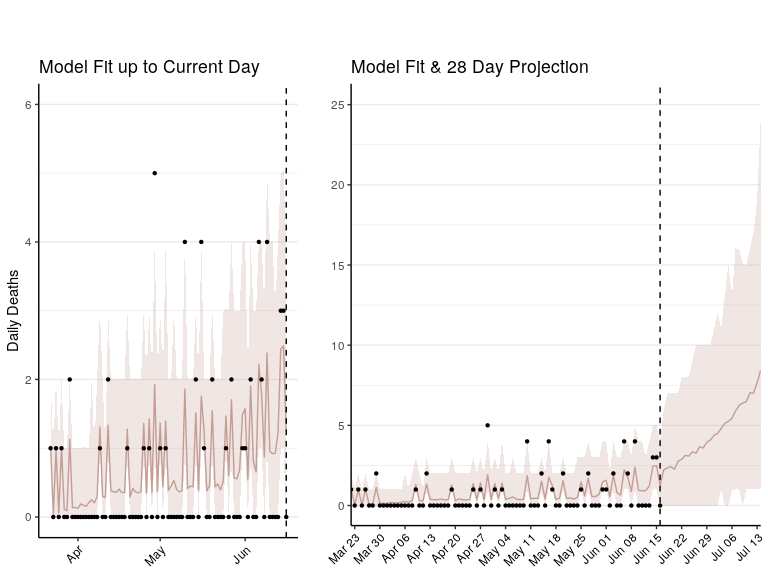 Model Fit up to Current Day
Model Fit & 28 Day Projection
Daily Deaths
6
4
2
0
Apr
May
Jun
25
20
15
10
5
0
Mar 23
Mar 30
Apr 06
Apr 13
Apr 20
Apr 27
May 04
May 11
May 18
May 25
Jun 01
Jun 08
Jun 15
Jun 22
Jun 29
Jul 06
Jul 13